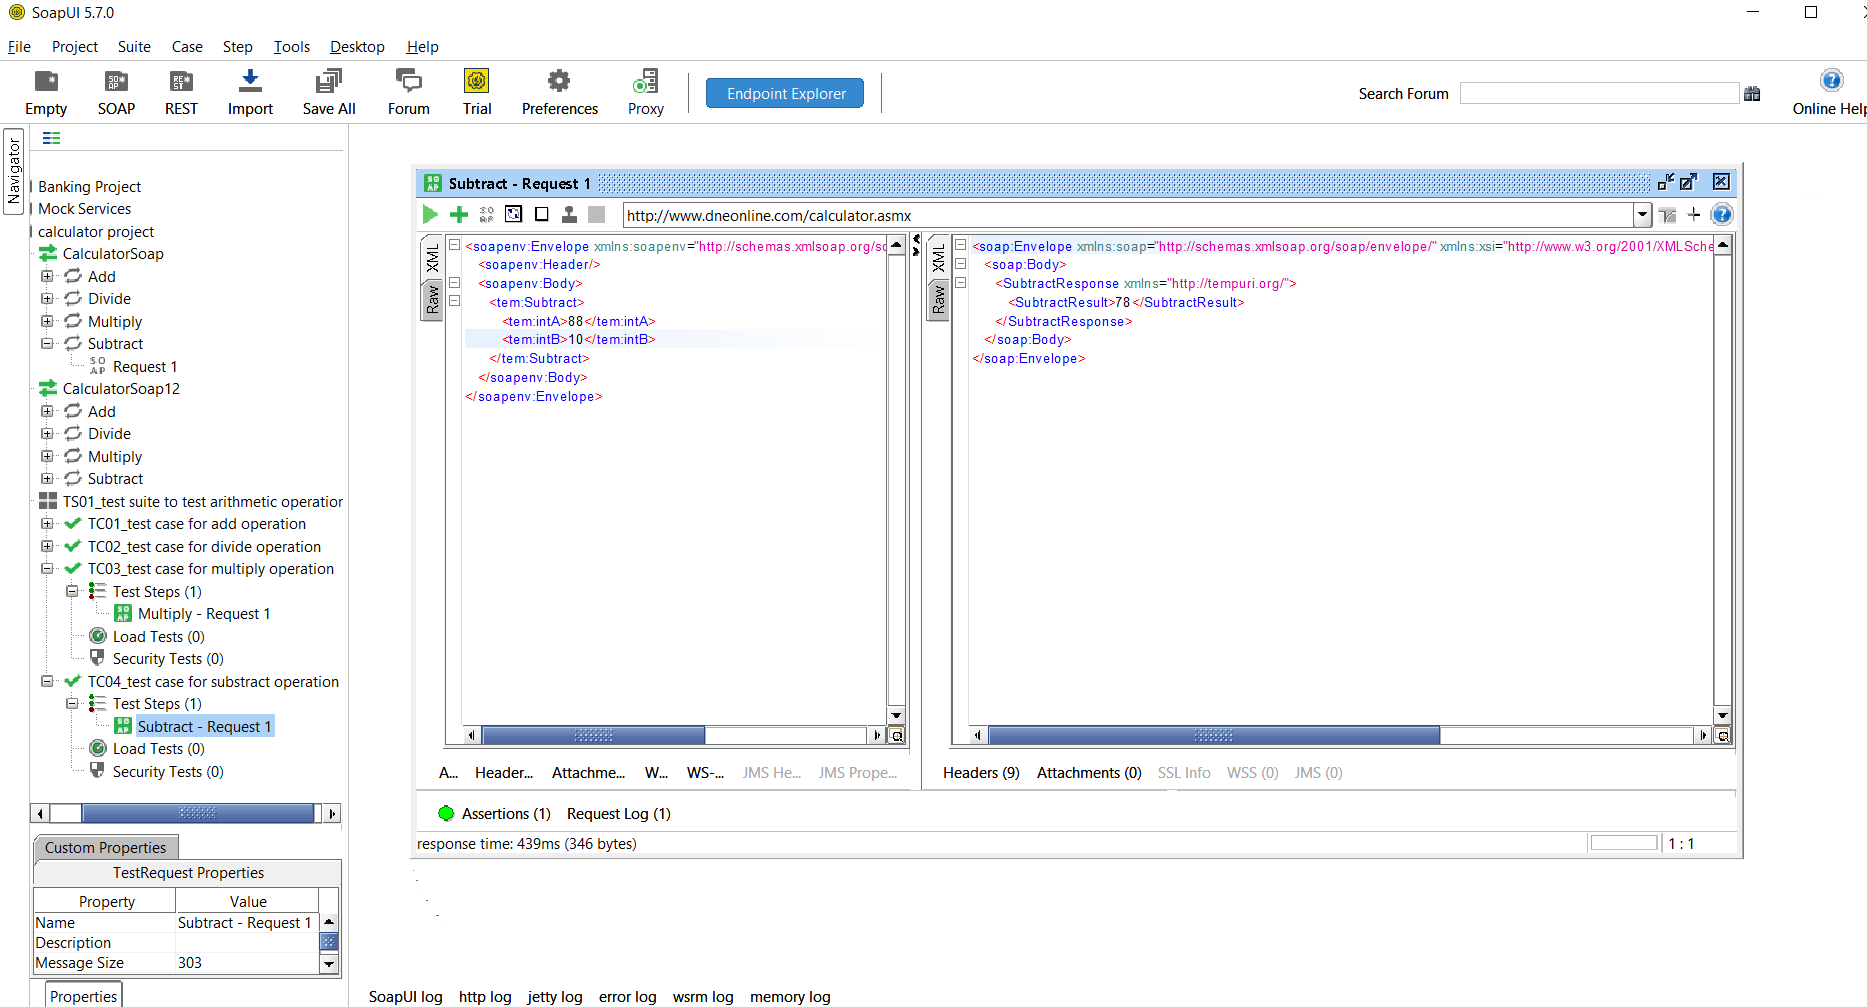 SoapUI 5.7.0
File Project Suite Case Step Tools Desktop Help
Empty SOAP REST Import Save All Forum Trial Preferences Proxy Endpoint Explorer Search Forum Online Help
Navigator
Banking Project
Mock Services
calculator project
CalculatorSoap
Add
Divide
Multiply
Subtract
Request 1
CalculatorSoap12
Add
Divide
Multiply
Subtract
TS01_test suite to test arithmetic operation
TC01_test case for add operation
TC02_test case for divide operation
TC03_test case for multiply operation
Test Steps (1)
Multiply - Request 1
Load Tests (0)
Security Tests (0)
TC04_test case for substract operation
Test Steps (1)
Subtract - Request 1
Load Tests (0)
Security Tests (0)
Custom Properties
TestRequest Properties
Property Value
Name Subtract - Request 1
Description
Message Size 303
Properties
Subtract - Request 1
http://www.dneonline.com/calculator.asmx
XML
Raw
<soapenv:Envelope xmlns:soapenv="http://schemas.xmlsoap.org/so
<soapenv:Header/>
<soapenv:Body>
<tem:Subtract>
<tem:intA>88</tem:intA>
<tem:intB>10</tem:intB>
</tem:Subtract>
</soapenv:Body>
</soapenv:Envelope>
A... Header... Attachme... W... WS-... JMS He... JMS Prope...
XML
Raw
<soap:Envelope xmlns:soap="http://schemas.xmlsoap.org/soap/envelope/" xmlns:xsi="http://www.w3.org/2001/XMLSche
<soap:Body>
<SubtractResponse xmlns="http://tempuri.org/">
<SubtractResult>78</SubtractResult>
</SubtractResponse>
</soap:Body>
</soap:Envelope>
Headers (9) Attachments (0) SSL Info WSS (0) JMS (0)
Assertions (1) Request Log (1)
response time: 439ms (346 bytes) 1 : 1
SoapUI log http log jetty log error log wsrm log memory log